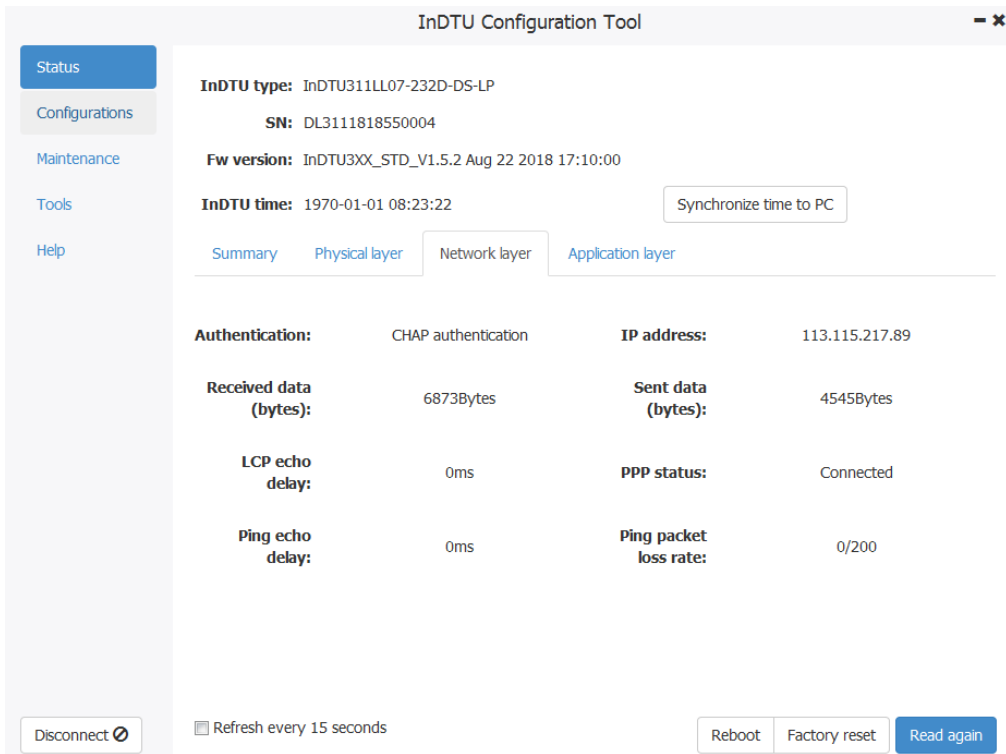 InDTU Configuration Tool
Status
Configurations
Maintenance
Tools
Help
InDTU type: InDTU311LL07-232D-DS-LP
SN: DL3111818550004
Fw version: InDTU3XX_STD_V1.5.2 Aug 22 2018 17:10:00
InDTU time: 1970-01-01 08:23:22 Synchronize time to PC
Summary Physical layer Network layer Application layer
Authentication: CHAP authentication IP address: 113.115.217.89
Received data
(bytes): 6873Bytes Sent data
(bytes): 4545Bytes
LCP echo
delay: 0ms PPP status: Connected
Ping echo
delay: 0ms Ping packet
loss rate: 0/200
Disconnect Refresh every 15 seconds Reboot Factory reset Read again